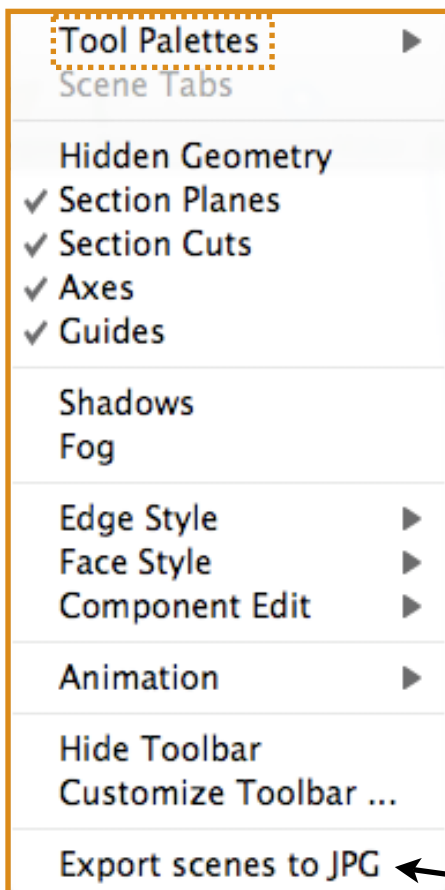 Tool Palettes
Scene Tabs
Hidden Geometry
Section Planes
Section Cuts
Axes
Guides
Shadows
Fog
Edge Style
Face Style
Component Edit
Animation
Hide Toolbar
Customize Toolbar ...
Export scenes to JPG